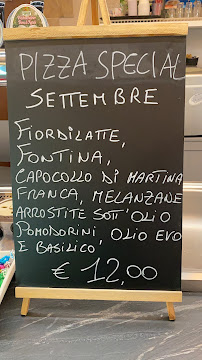 PIZZA SPECIAL
SETTEMBRE
FIORDILATTE,
FONTINA,
CAPOCOLLO DI MARTINA
FRANCA, MELANZANE
ARROSTITE SOTT'OLIO
POMODORINI, OLIO EVO
E BASILICO
€ 12,00